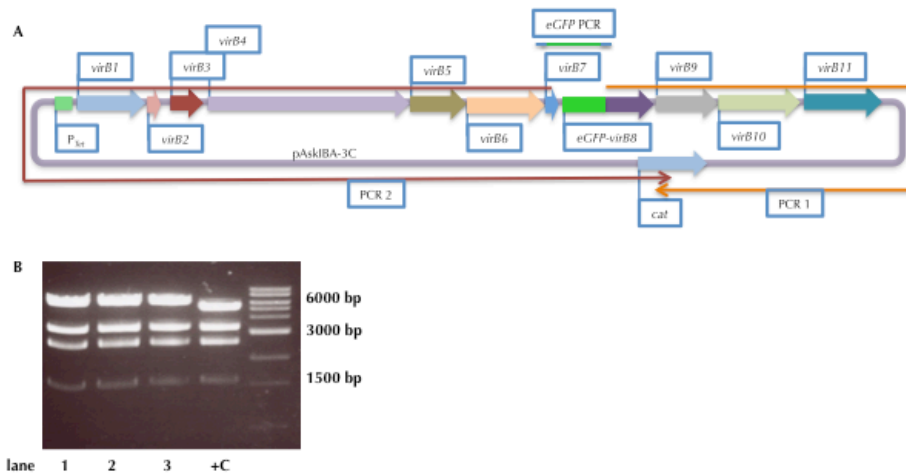 A
virB4
eGFP PCR
virB1
virB3
virB5
virB7
virB9
virB11
PTet
virB2
virB6
eGFP-virB8
virB10
pAskIBA-3C
PCR 2
cat
PCR 1
B
6000 bp
3000 bp
1500 bp
lane 1 2 3 +C